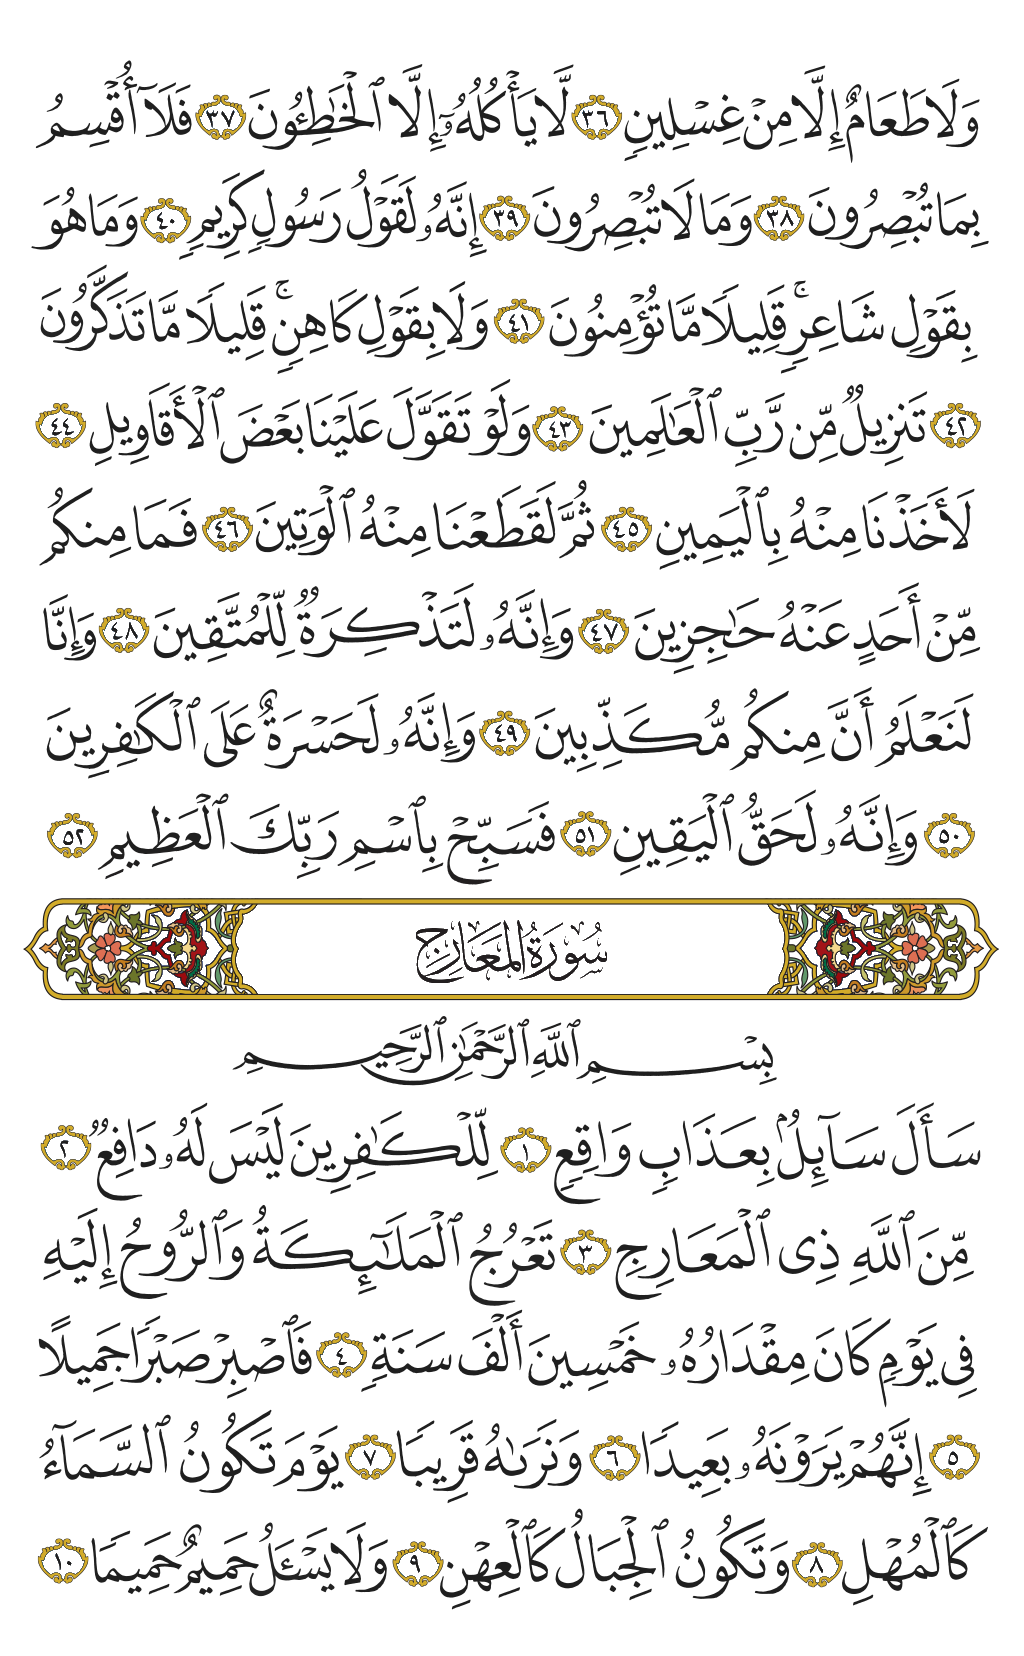 وَلَا طَعَامٌ إِلَّا مِنْ غِسْلِينٍ ٣٦ لَّا يَأْكُلُهُۥٓ إِلَّا ٱلْخَٰطِـُٔونَ ٣٧ فَلَآ أُقْسِمُ
بِمَا تُبْصِرُونَ ٣٨ وَمَا لَا تُبْصِرُونَ ٣٩ إِنَّهُۥ لَقَوْلُ رَسُولٍ كَرِيمٍ ٤٠ وَمَا هُوَ
بِقَوْلِ شَاعِرٍ ۚ قَلِيلًا مَّا تُؤْمِنُونَ ٤١ وَلَا بِقَوْلِ كَاهِنٍ ۚ قَلِيلًا مَّا تَذَكَّرُونَ
٤٢ تَنزِيلٌ مِّن رَّبِّ ٱلْعَٰلَمِينَ ٤٣ وَلَوْ تَقَوَّلَ عَلَيْنَا بَعْضَ ٱلْأَقَاوِيلِ ٤٤
لَأَخَذْنَا مِنْهُ بِٱلْيَمِينِ ٤٥ ثُمَّ لَقَطَعْنَا مِنْهُ ٱلْوَتِينَ ٤٦ فَمَا مِنكُم
مِّنْ أَحَدٍ عَنْهُ حَٰجِزِينَ ٤٧ وَإِنَّهُۥ لَتَذْكِرَةٌ لِّلْمُتَّقِينَ ٤٨ وَإِنَّا
لَنَعْلَمُ أَنَّ مِنكُم مُّكَذِّبِينَ ٤٩ وَإِنَّهُۥ لَحَسْرَةٌ عَلَى ٱلْكَٰفِرِينَ
٥٠ وَإِنَّهُۥ لَحَقُّ ٱلْيَقِينِ ٥١ فَسَبِّحْ بِٱسْمِ رَبِّكَ ٱلْعَظِيمِ ٥٢
سُورَةُ المَعَارِجِ
بِسْمِ ٱللَّهِ ٱلرَّحْمَٰنِ ٱلرَّحِيمِ
سَأَلَ سَآئِلٌۢ بِعَذَابٍ وَاقِعٍ ١ لِّلْكَٰفِرِينَ لَيْسَ لَهُۥ دَافِعٌ ٢
مِّنَ ٱللَّهِ ذِى ٱلْمَعَارِجِ ٣ تَعْرُجُ ٱلْمَلَٰٓئِكَةُ وَٱلرُّوحُ إِلَيْهِ
فِى يَوْمٍ كَانَ مِقْدَارُهُۥ خَمْسِينَ أَلْفَ سَنَةٍ ٤ فَٱصْبِرْ صَبْرًا جَمِيلًا
٥ إِنَّهُمْ يَرَوْنَهُۥ بَعِيدًا ٦ وَنَرَىٰهُ قَرِيبًا ٧ يَوْمَ تَكُونُ ٱلسَّمَآءُ
كَٱلْمُهْلِ ٨ وَتَكُونُ ٱلْجِبَالُ كَٱلْعِهْنِ ٩ وَلَا يَسْـَٔلُ حَمِيمٌ حَمِيمًا ١٠